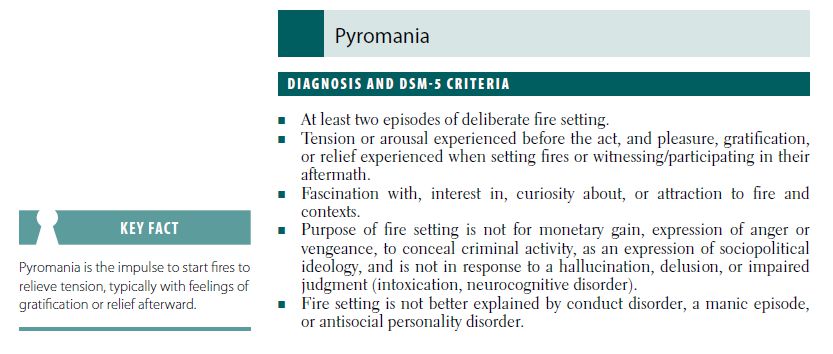 Pyromania
DIAGNOSIS AND DSM-5 CRITERIA
■ At least two episodes of deliberate fire setting.
■ Tension or arousal experienced before the act, and pleasure, gratification,
or relief experienced when setting fires or witnessing/participating in their
aftermath.
■ Fascination with, interest in, curiosity about, or attraction to fire and
contexts.
■ Purpose of fire setting is not for monetary gain, expression of anger or
vengeance, to conceal criminal activity, as an expression of sociopolitical
ideology, and is not in response to a hallucination, delusion, or impaired
judgment (intoxication, neurocognitive disorder).
■ Fire setting is not better explained by conduct disorder, a manic episode,
or antisocial personality disorder.
KEY FACT
Pyromania is the impulse to start fires to
relieve tension, typically with feelings of
gratification or relief afterward.